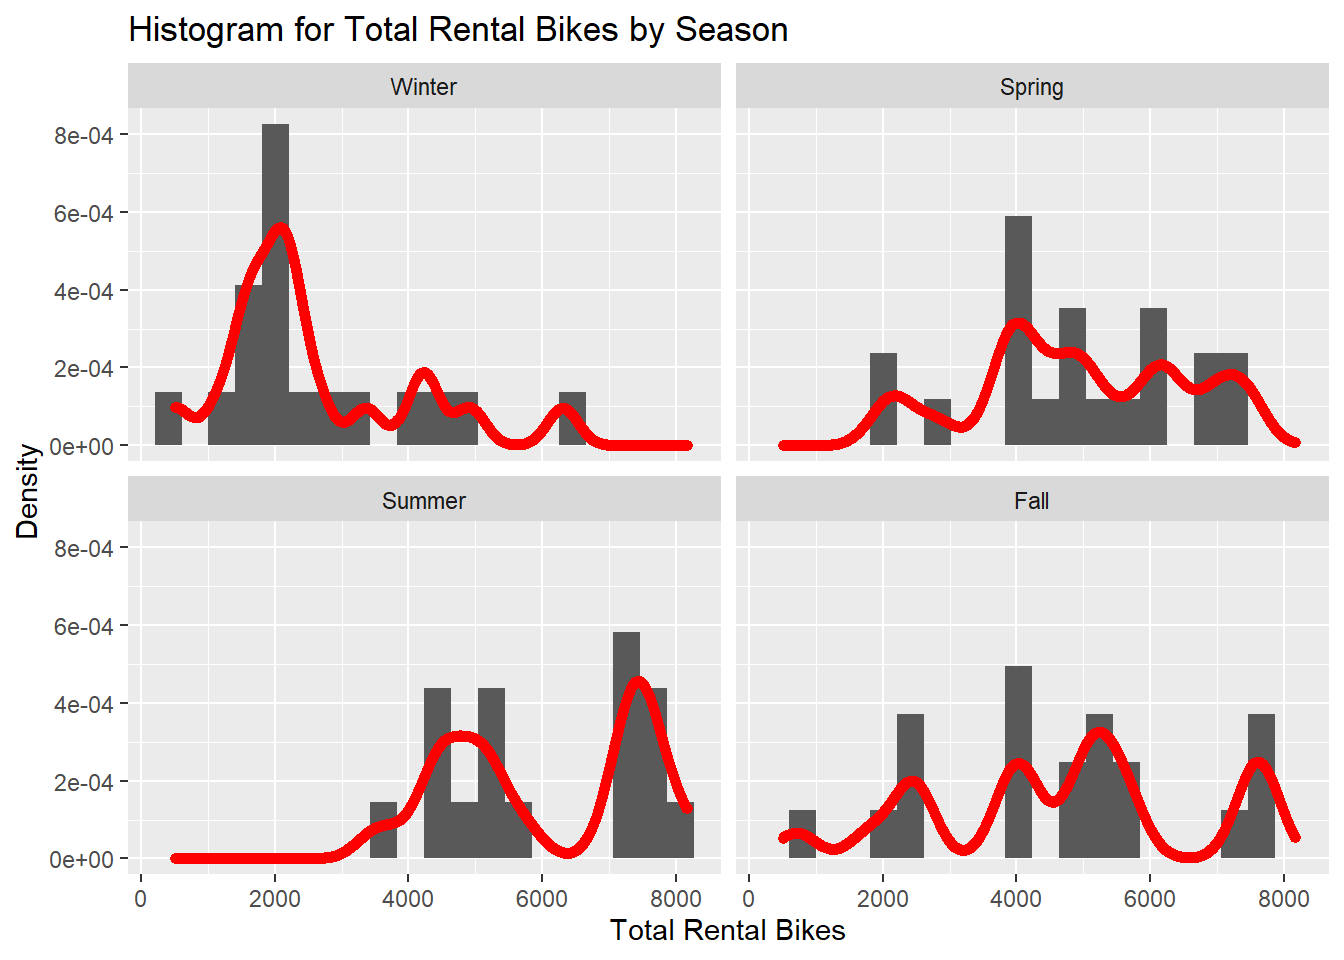 Histogram for Total Rental Bikes by Season
Winter
Spring
8e-04
6e-04
4e-04
2e-04
0e+00
Summer
Fall
8e-04
6e-04
4e-04
2e-04
0e+00
Density
0 2000 4000 6000 8000 0 2000 4000 6000 8000
Total Rental Bikes